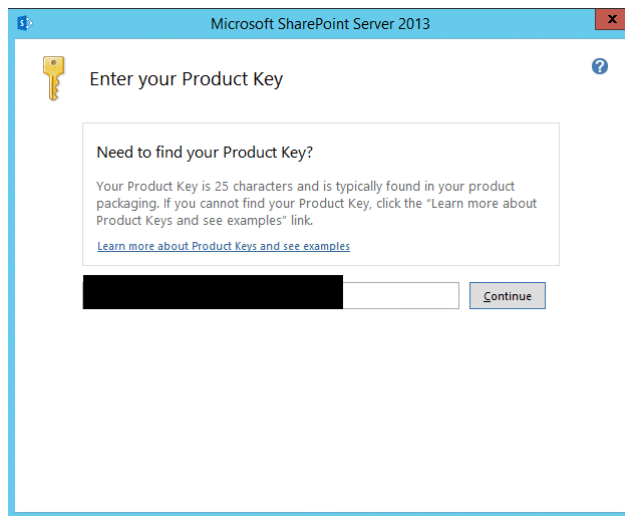 Microsoft SharePoint Server 2013
Enter your Product Key
Need to find your Product Key?
Your Product Key is 25 characters and is typically found in your product
packaging. If you cannot find your Product Key, click the “Learn more about
Product Keys and see examples” link.
Learn more about Product Keys and see examples
Continue